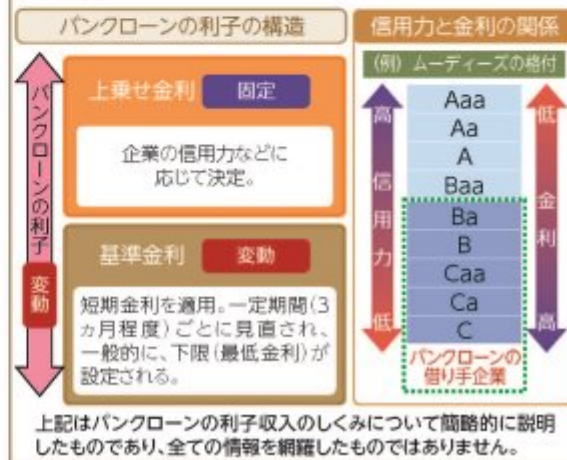 バンクローンの利子の構造
バンクローンの利子
変動
上乗せ金利 固定
企業の信用力などに
応じて決定。
基準金利 変動
短期金利を適用。一定期間(3
ヵ月程度)ごとに見直され、
一般的に、下限(最低金利)が
設定される。
信用力と金利の関係
(例) ムーディーズの格付
高 信用力 低
Aaa
Aa
A
Baa
Ba
B
Caa
Ca
C
バンクローンの
借り手企業
低 金利 高
上記はバンクローンの利子収入のしくみについて簡略的に説明
したものであり、全ての情報を網羅したものではありません。